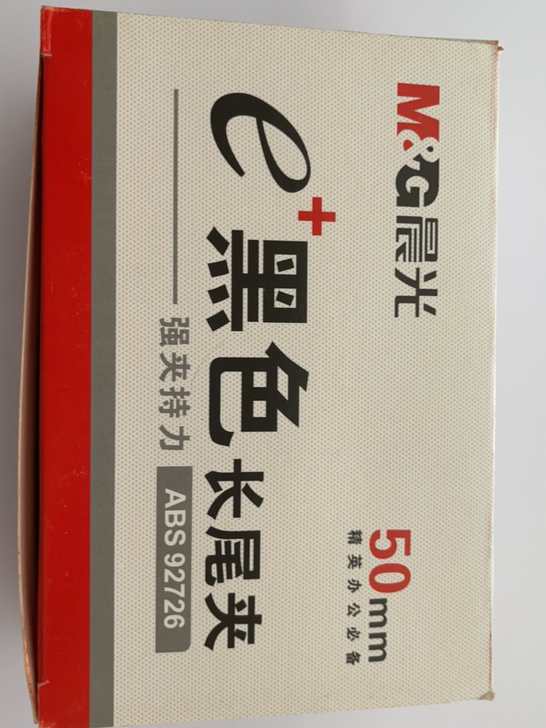 M&G晨光
50mm
精英办公必备
e+黑色长尾夹
强夹持力 ABS 92726